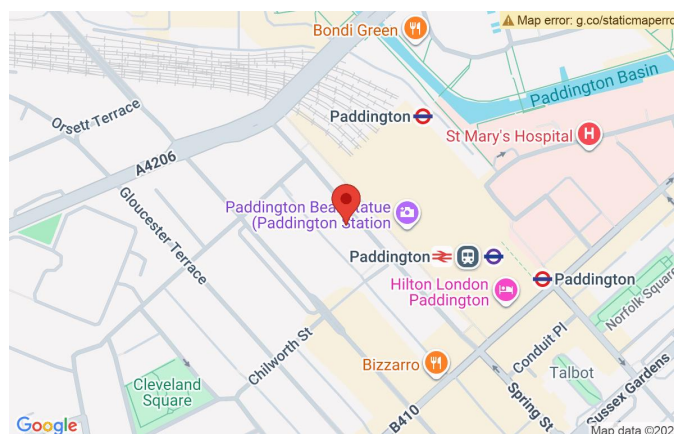 Map error: g.co/staticmaperro
Bondi Green
Paddington Basin
Orsett Terrace
Paddington
St Mary's Hospital
H
A4206
Gloucester Terrace
Paddington Bear Statue
(Paddington Station
Paddington
Paddington
Hilton London
Paddington
Norfolk Square
Chilworth St
Conduit Pl
Bizzarro
Talbot
Cleveland
Square
Sussex Gardens
Spring St
B410
Google
Map data ©202